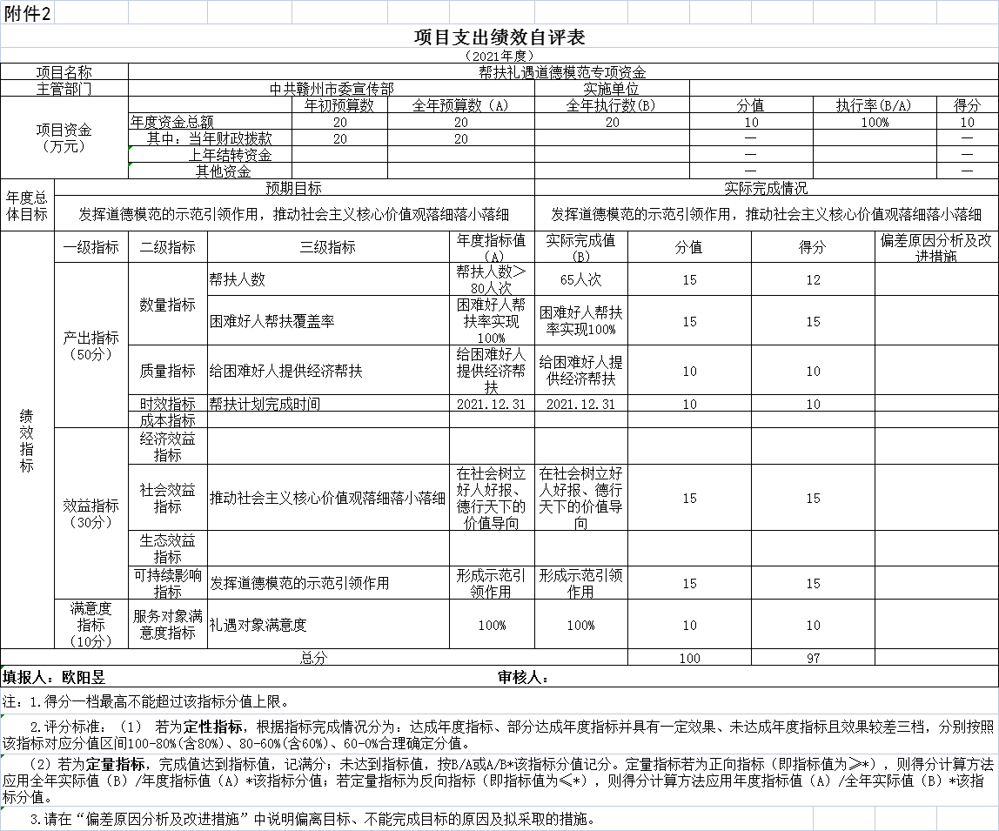 附件2
项目支出绩效自评表
（2021年度）
项目名称 帮扶礼遇道德模范专项资金
主管部门 中共赣州市委宣传部 实施单位
项目资金
（万元）
年初预算数 全年预算数（A） 全年执行数(B) 分值 执行率(B/A) 得分
年度资金总额 20 20 20 10 100% 10
其中：当年财政拨款 20 20 — —
上年结转资金 — —
其他资金 — —
年度总
体目标
预期目标 实际完成情况
发挥道德模范的示范引领作用，推动社会主义核心价值观落细落小落细 发挥道德模范的示范引领作用，推动社会主义核心价值观落细落小落细
绩
效
指
标
一级指标 二级指标 三级指标 年度指标值
（A） 实际完成值
（B） 分值 得分 偏差原因分析及改
进措施
产出指标
（50分）
数量指标
帮扶人数 帮扶人数＞
80人次 65人次 15 12
困难好人帮扶覆盖率 困难好人帮
扶率实现
100% 困难好人帮扶
率实现100% 15 15
质量指标 给困难好人提供经济帮扶 给困难好人
提供经济帮
扶 给困难好人提
供经济帮扶 10 10
时效指标 帮扶计划完成时间 2021.12.31 2021.12.31 10 10
成本指标
效益指标
（30分）
经济效益
指标
社会效益
指标 推动社会主义核心价值观落细落小落细 在社会树立
好人好报、
德行天下的
价值导向 在社会树立好
人好报、德行
天下的价值导
向 15 15
生态效益
指标
可持续影响
指标 发挥道德模范的示范引领作用 形成示范引
领作用 形成示范引领
作用 15 15
满意度
指标
（10分）
服务对象满
意度指标 礼遇对象满意度 100% 100% 10 10
总分 100 97
填报人：欧阳昱 审核人：
注：1.得分一档最高不能超过该指标分值上限。
2.评分标准：（1） 若为定性指标，根据指标完成情况分为：达成年度指标、部分达成年度指标并具有一定效果、未达成年度指标且效果较差三档，分别按照
该指标对应分值区间100-80%(含80%)、80-60%(含60%)、60-0%合理确定分值。
（2）若为定量指标，完成值达到指标值，记满分；未达到指标值，按B/A或A/B*该指标分值记分。定量指标若为正向指标（即指标值为≥*），则得分计算方法
应用全年实际值（B）/年度指标值（A）*该指标分值；若定量指标为反向指标（即指标值为≤*），则得分计算方法应用年度指标值（A）/全年实际值（B）*该指
标分值。
3.请在“偏差原因分析及改进措施”中说明偏离目标、不能完成目标的原因及拟采取的措施。